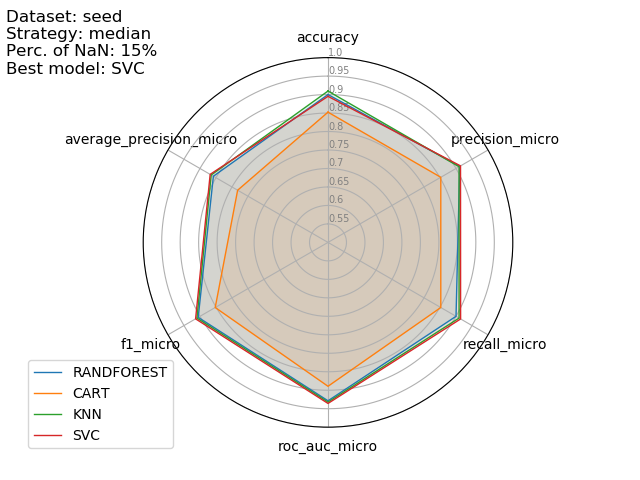 Dataset: seed
Strategy: median
Perc. of NaN: 15%
Best model: SVC
accuracy
1.0
0.95
0.9
0.85
0.8
0.75
0.7
0.65
0.6
0.55
average_precision_micro
precision_micro
f1_micro
recall_micro
roc_auc_micro
RANDFOREST
CART
KNN
SVC